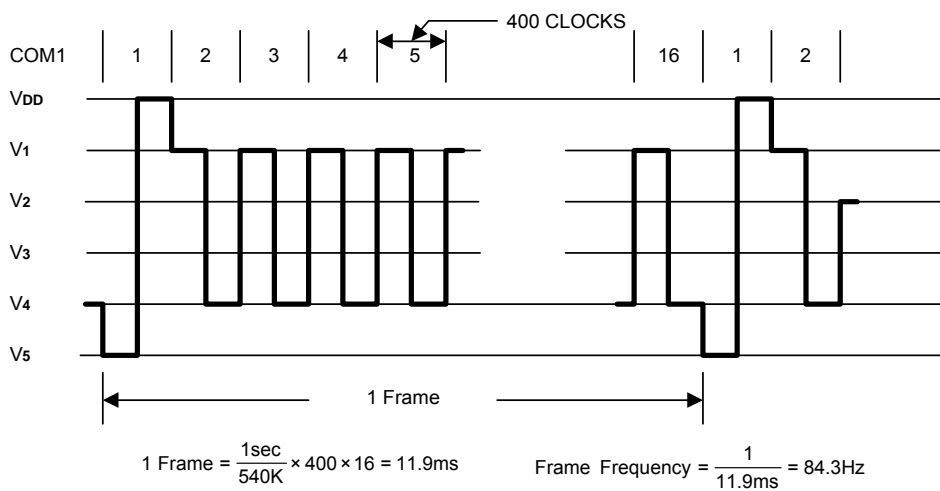 400 CLOCKS
COM1 1 2 3 4 5 16 1 2
VDD
V1
V2
V3
V4
V5
1 Frame
1 Frame = 1sec/540K × 400 × 16 = 11.9ms
Frame Frequency = 1/11.9ms = 84.3Hz